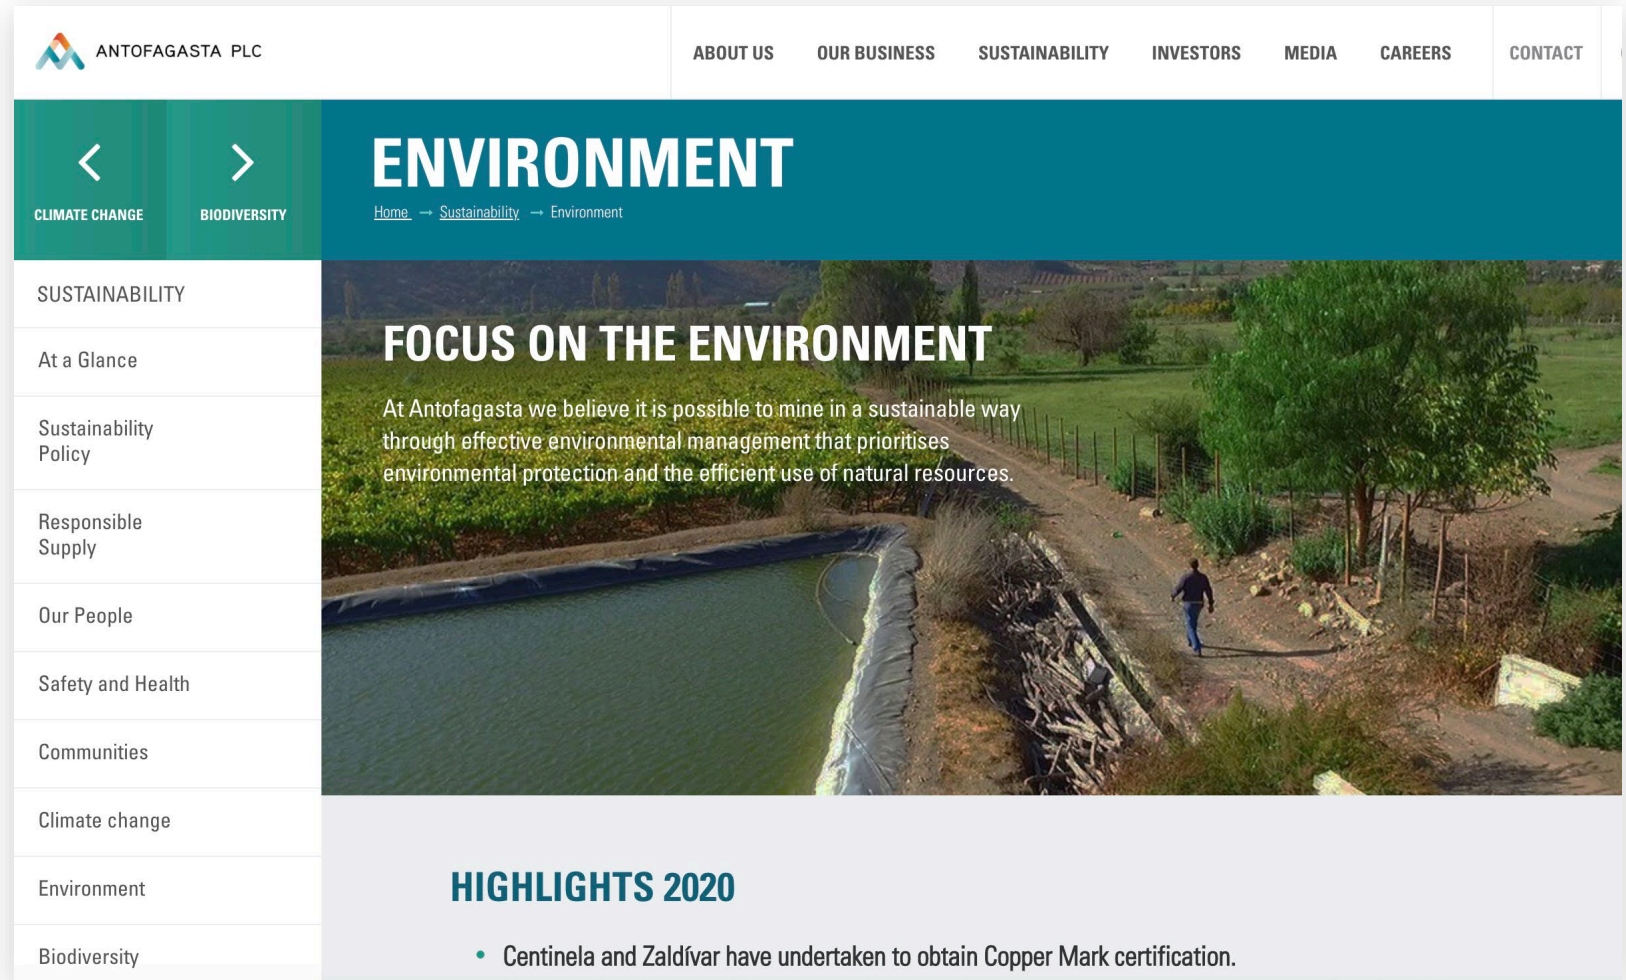 ANTOFAGASTA PLC
ABOUT US
OUR BUSINESS
SUSTAINABILITY
INVESTORS
MEDIA
CAREERS
CONTACT
CLIMATE CHANGE
BIODIVERSITY
ENVIRONMENT
Home → Sustainability → Environment
SUSTAINABILITY
At a Glance
Sustainability
Policy
Responsible
Supply
Our People
Safety and Health
Communities
Climate change
Environment
Biodiversity
FOCUS ON THE ENVIRONMENT
At Antofagasta we believe it is possible to mine in a sustainable way
through effective environmental management that prioritises
environmental protection and the efficient use of natural resources.
HIGHLIGHTS 2020
• Centinela and Zaldívar have undertaken to obtain Copper Mark certification.